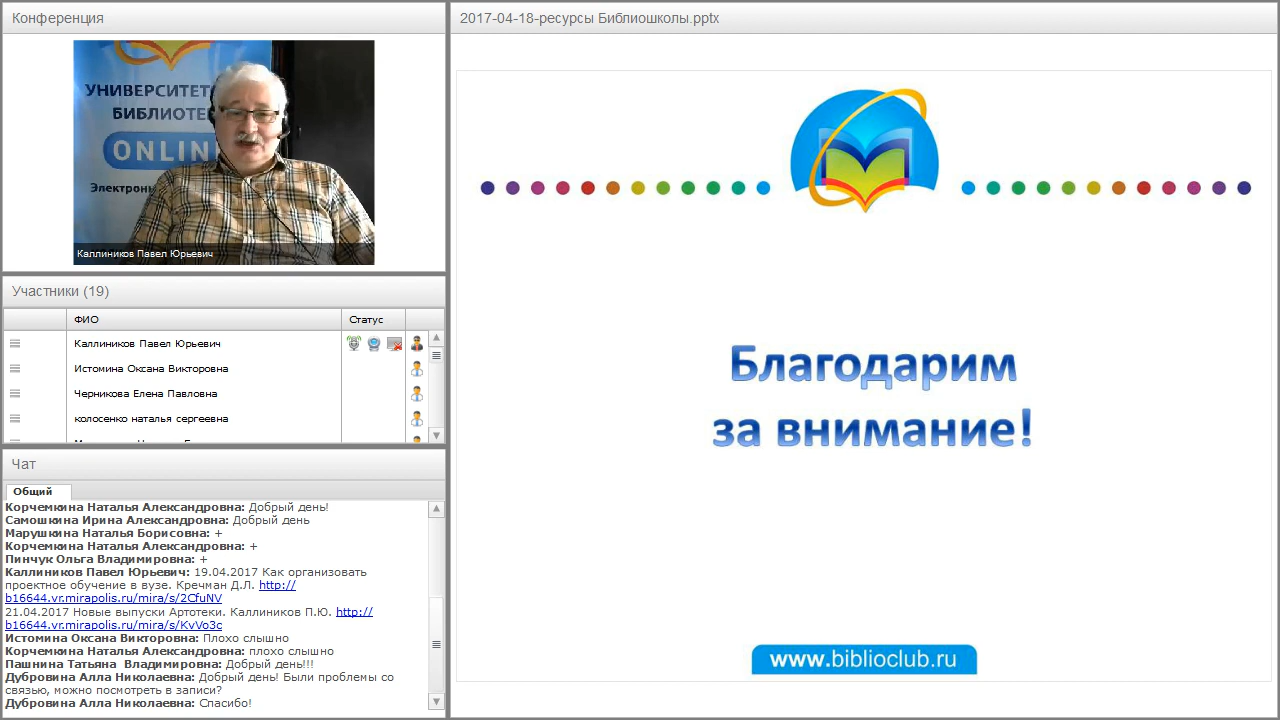 Конференция
УНИВЕРСИТЕТ
БИБЛИОТЕ
ONLIN
Каллиников Павел Юрьевич
Участники (19)
ФИО Статус
Каллиников Павел Юрьевич
Истомина Оксана Викторовна
Черникова Елена Павловна
колосенко наталья сергеевна
Чат
Общий
Корчемкина Наталья Александровна: Добрый день!
Самошкина Ирина Александровна: Добрый день
Марушкина Наталья Борисовна: +
Корчемкина Наталья Александровна: +
Пинчук Ольга Владимировна: +
Каллиников Павел Юрьевич: 19.04.2017 Как организовать
проектное обучение в вузе. Кречман Д.Л. http://
b16644.vr.mirapolis.ru/mira/s/2CfuNV
21.04.2017 Новые выпуски Артотеки. Каллиников П.Ю. http://
b16644.vr.mirapolis.ru/mira/s/KvVo3c
Истомина Оксана Викторовна: Плохо слышно
Корчемкина Наталья Александровна: плохо слышно
Пашнина Татьяна Владимировна: Добрый день!!!
Дубровина Алла Николаевна: Добрый день! Были проблемы со
связью, можно посмотреть в записи?
Дубровина Алла Николаевна: Спасибо!
2017-04-18-ресурсы Библиошколы.pptx
Благодарим
за внимание!
www.biblioclub.ru